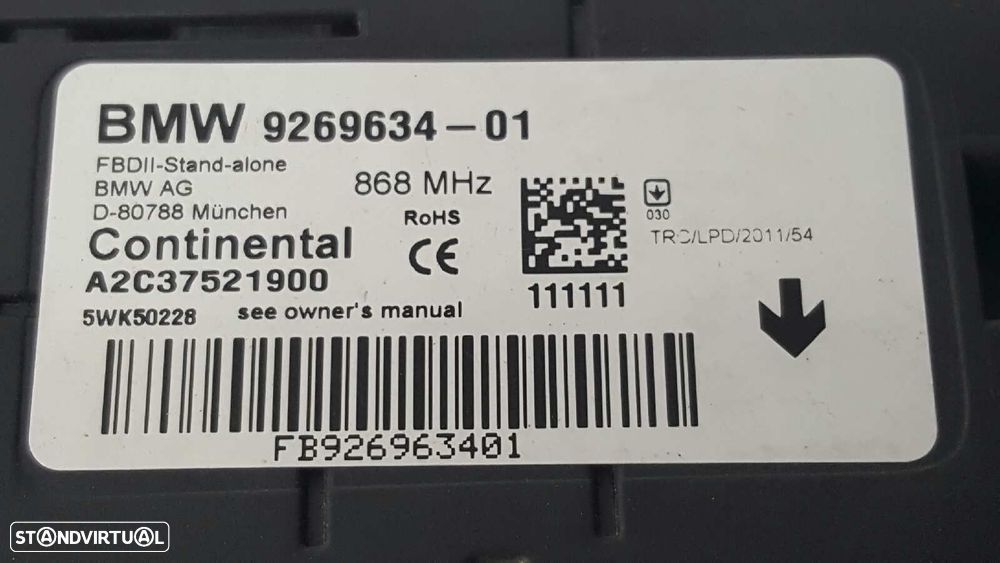 BMW 9269634-01
FBDII-Stand-alone
BMW AG
D-80788 München
868 MHz
RoHS
CE
030
TRC/LPD/2011/54
Continental
A2C37521900
111111
5WK50228
see owner's manual
FB926963401
STANDVIRTUAL